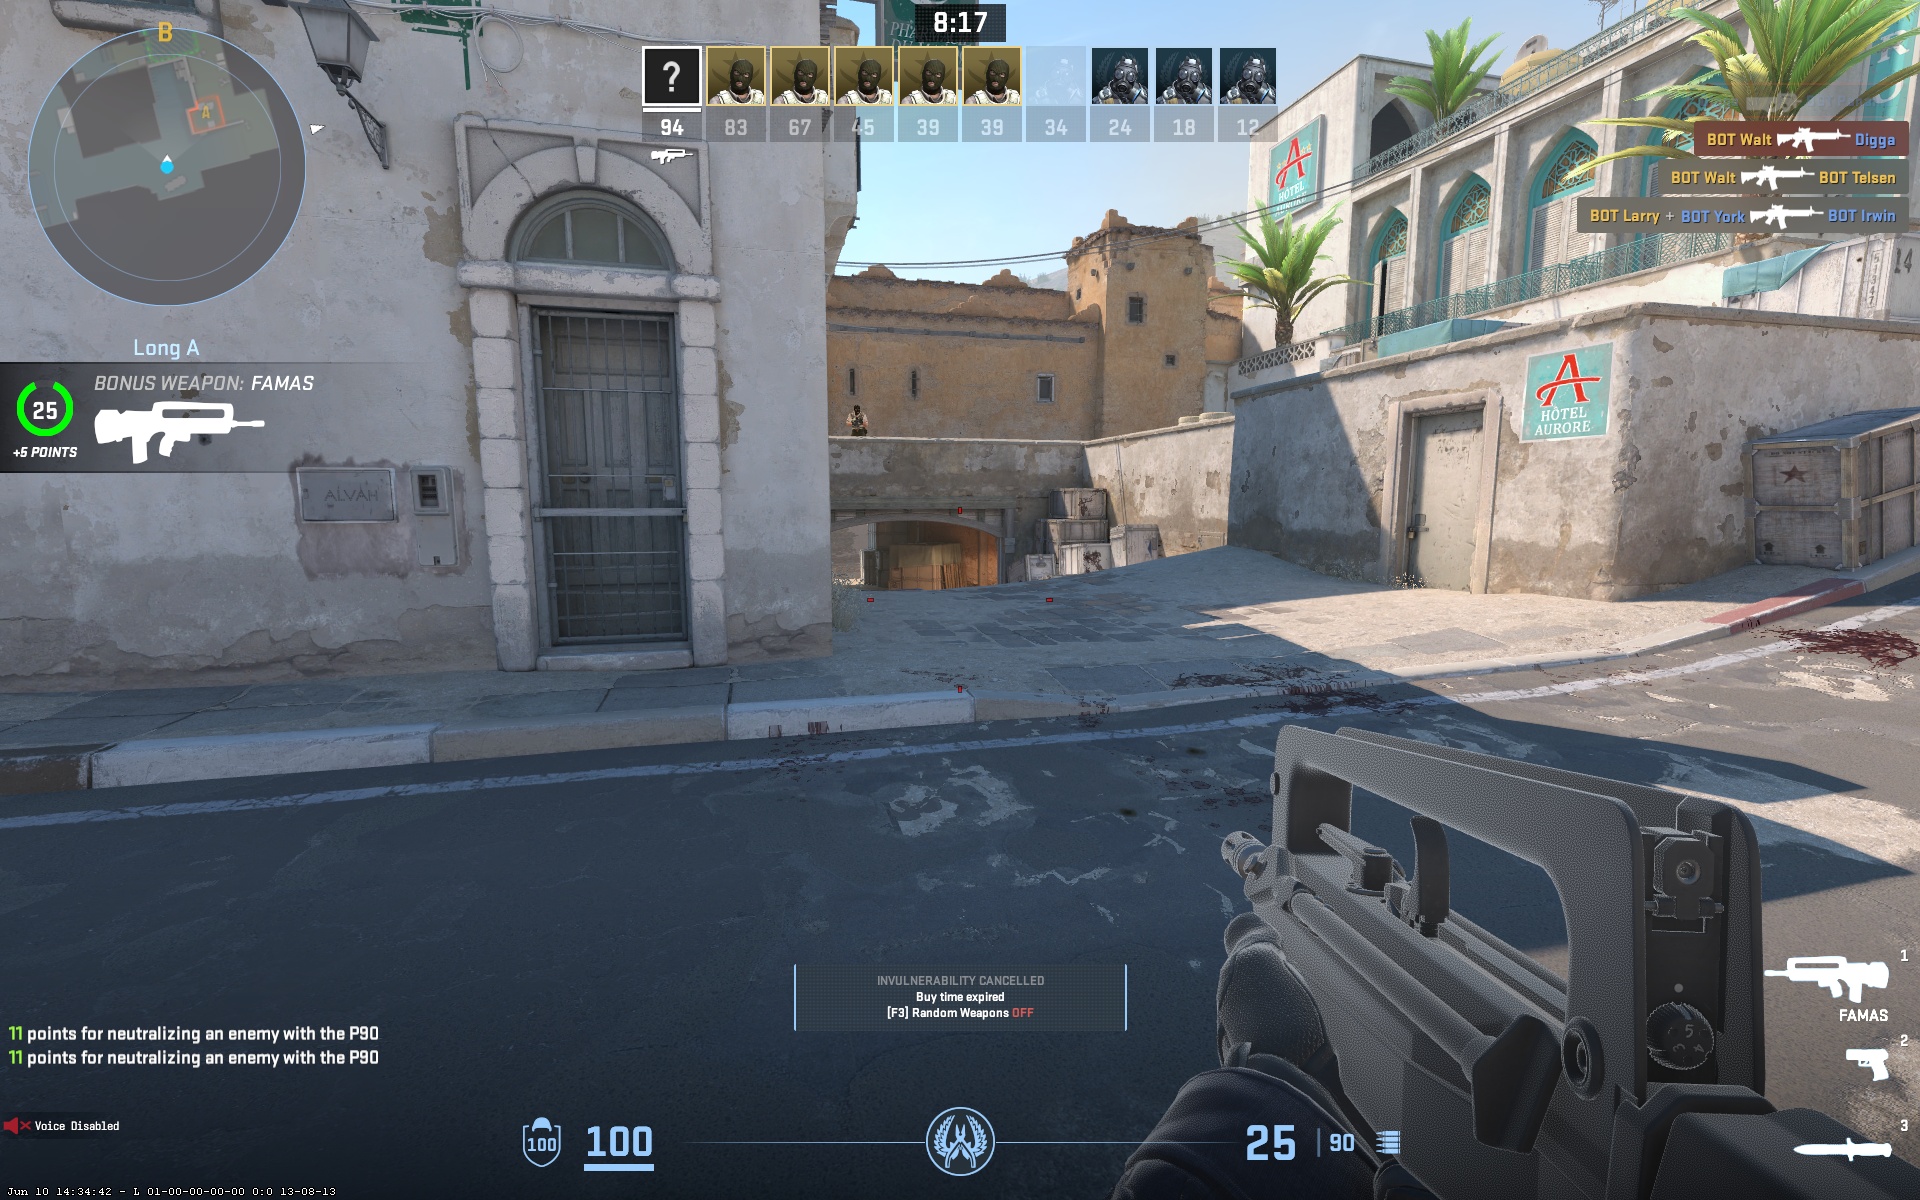 B
8:17
A
?
94
83
67
45
39
39
34
24
18
12
BOT Walt Digga
BOT Walt BOT Telsen
BOT Larry + BOT York BOT Irwin
A
HÔTEL
14
Long A
BONUS WEAPON: FAMAS
25
+5 POINTS
A
HÔTEL
AURORE
ALVAH
INVULNERABILITY CANCELLED
Buy time expired
[F3] Random Weapons OFF
1
FAMAS
2
3
11 points for neutralizing an enemy with the P90
11 points for neutralizing an enemy with the P90
Voice Disabled
100
100
25 | 90
5
Jun 10 14:34:42 - L 01-00-00-00-00 0:0 13-08-13